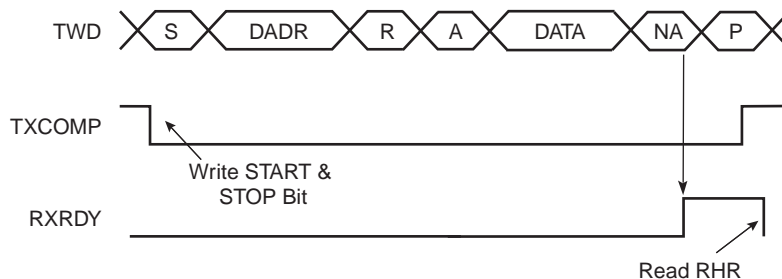 TWD S DADR R A DATA NA P
TXCOMP
Write START &
STOP Bit
RXRDY
Read RHR